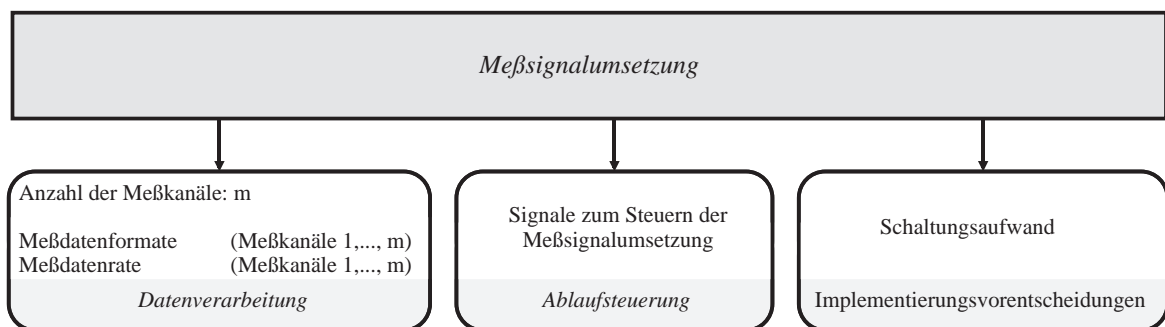 Meßsignalumsetzung
Anzahl der Meßkanäle: m
Meßdatenformate (Meßkanäle 1,..., m)
Meßdatenrate (Meßkanäle 1,..., m)
Datenverarbeitung
Signale zum Steuern der
Meßsignalumsetzung
Ablaufsteuerung
Schaltungsaufwand
Implementierungsvorentscheidungen